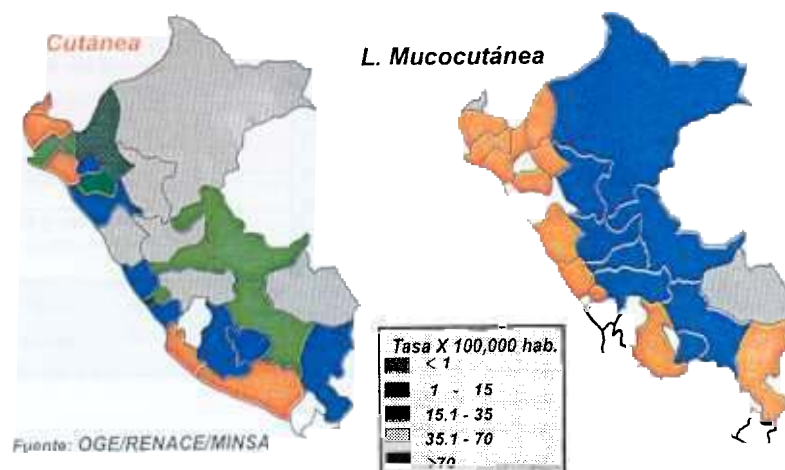 Cutánea
L. Mucocutánea
Tasa X 100,000 hab.
< 1
1 - 15
15.1 - 35
35.1 - 70
>70
Fuente: OGE/RENACE/MINSA